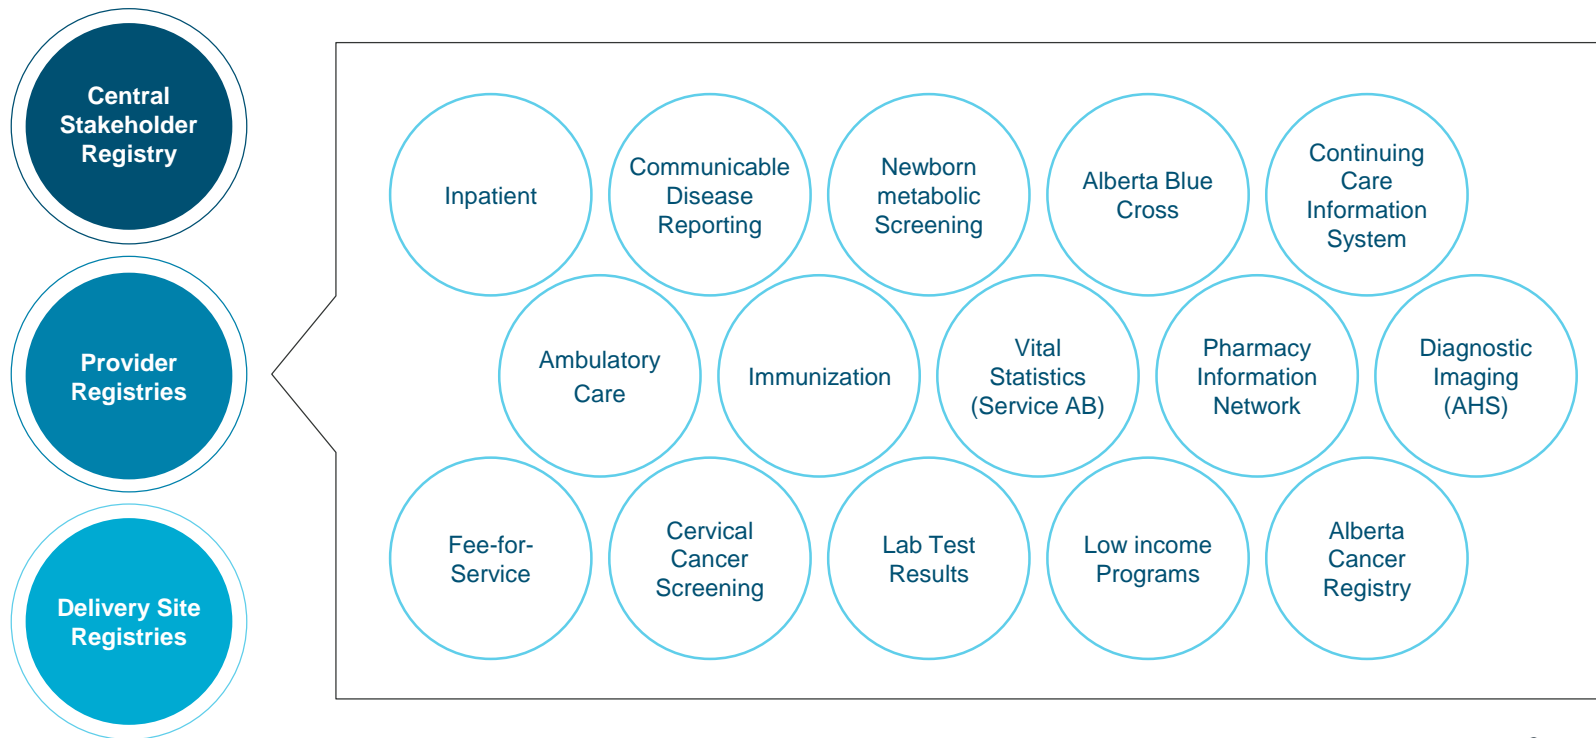 Central
Stakeholder
Registry
Provider
Registries
Delivery Site
Registries
Inpatient
Communicable
Disease
Reporting
Newborn
metabolic
Screening
Alberta Blue
Cross
Continuing
Care
Information
System
Ambulatory
Care
Immunization
Vital
Statistics
(Service AB)
Pharmacy
Information
Network
Diagnostic
Imaging
(AHS)
Fee-for-
Service
Cervical
Cancer
Screening
Lab Test
Results
Low income
Programs
Alberta
Cancer
Registry